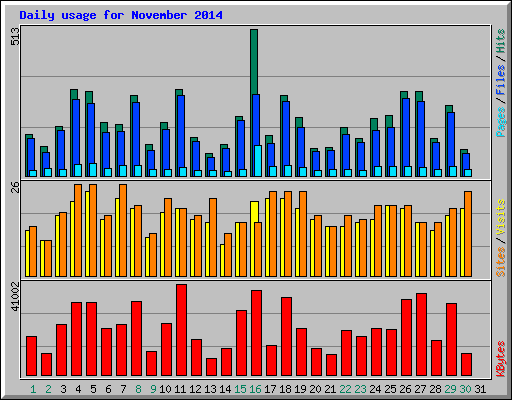 Daily usage for November 2014
513
Pages / Files / Hits
26
Sites / Visits
41002
KBytes
1 2 3 4 5 6 7 8 9 10 11 12 13 14 15 16 17 18 19 20 21 22 23 24 25 26 27 28 29 30 31